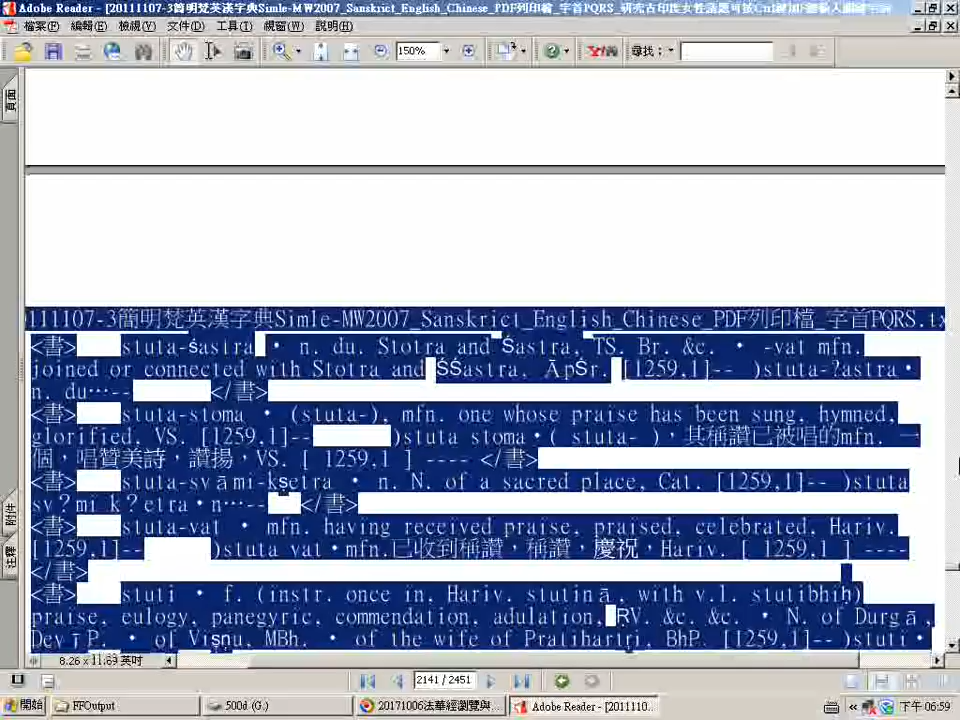 Adobe Reader - [20111107-3簡明梵英漢字典Simle-MW2007_Sanskrict_English_Chinese_PDF列印檔_字首PQRS_
檔案(F) 編輯(E) 檢視(V) 文件(D) 工具(T) 視窗(W) 說明(H)
150% 尋找:
頁面
111107-3簡明梵英漢字典Simle-MW2007_Sanskrict_English_Chinese_PDF列印檔_字首PQRS.tx
<書> stuta-śastra • n. du. Stotra and Śastra, TS. Br. &c. • -vat mfn.
joined or connected with Stotra and ŚŚastra, ĀpŚr. [1259,1]-- )stuta-?astra•
n. du…-- </書>
<書> stuta-stoma • (stuta-), mfn. one whose praise has been sung, hymned,
glorified, VS. [1259,1]-- )stuta stoma•( stuta- )，其稱讚已被唱的mfn. 一
個，唱贊美詩，讚揚，VS. [ 1259,1 ] ---- </書>
<書> stuta-svāmi-kṣetra • n. N. of a sacred place, Cat. [1259,1]-- )stuta
sv？mi k？etra•n…-- </書>
<書> stuta-vat • mfn. having received praise, praised, celebrated, Hariv.
[1259,1]-- )stuta vat•mfn.已收到稱讚，稱讚，慶祝，Hariv. [ 1259,1 ] ----
</書>
<書> stuti • f. (instr. once in, Hariv. stutinā, with v.l. stutibhiḥ)
praise, eulogy, panegyric, commendation, adulation, RV. &c. &c. • N. of Durgā,
DevīP. • of Viṣṇu, MBh. • of the wife of Pratihartṛi, BhP. [1259,1]-- )stuti•
附件
註釋
8.26 x 11.69 英吋
2141 / 2451
開始 FFOutput 500d (G:) 20171006法華經瀏覽與... Adobe Reader - [2011110... « 下午 06:59